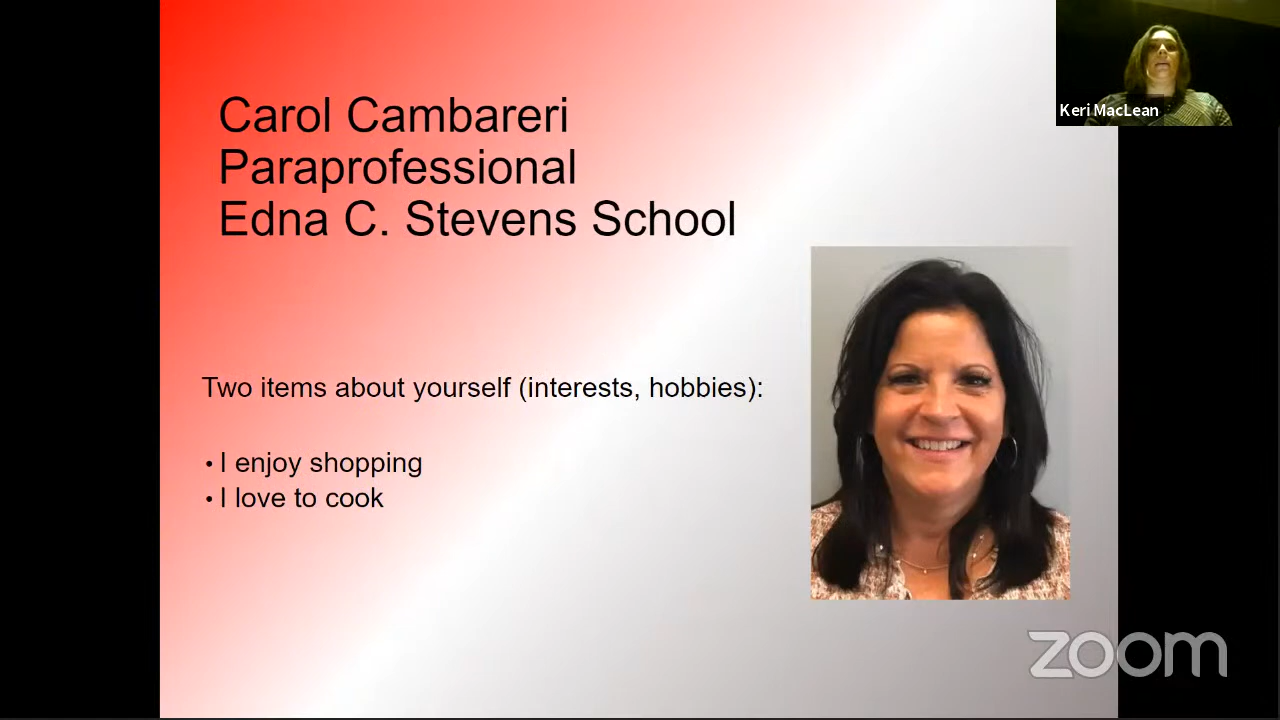 Carol Cambareri
Paraprofessional
Edna C. Stevens School
Keri MacLean
Two items about yourself (interests, hobbies):
• I enjoy shopping
• I love to cook
zoom